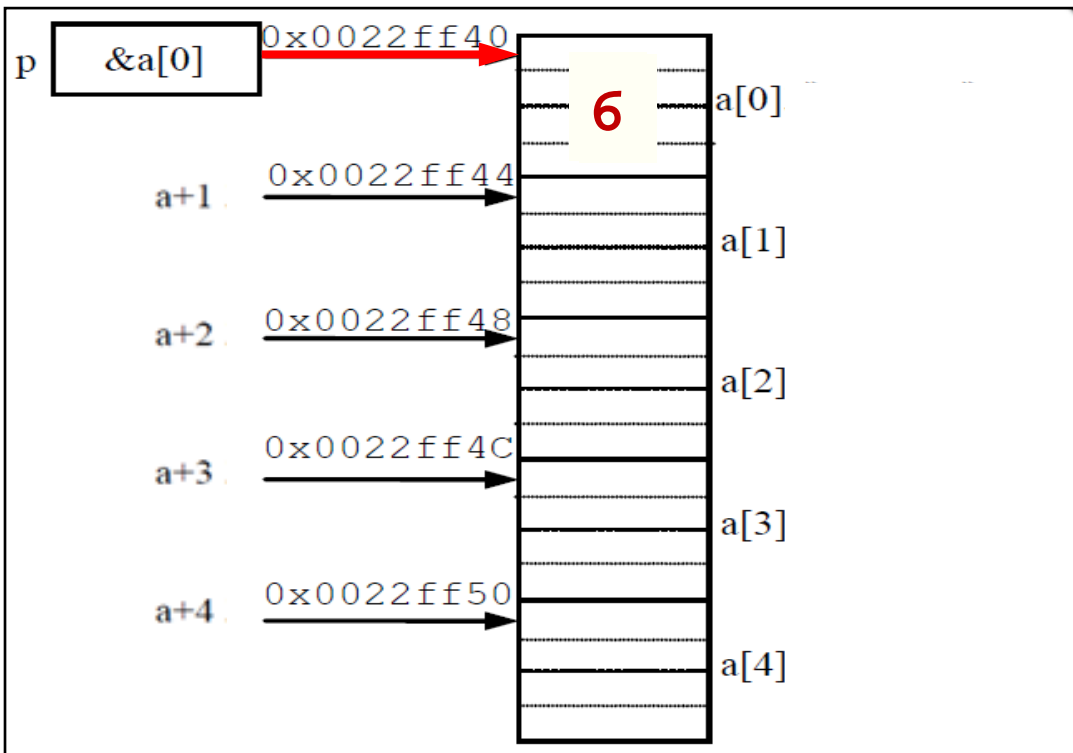 0x0022ff40
p &a[0]
6
a[0]
0x0022ff44
a+1
a[1]
0x0022ff48
a+2
a[2]
0x0022ff4C
a+3
a[3]
0x0022ff50
a+4
a[4]